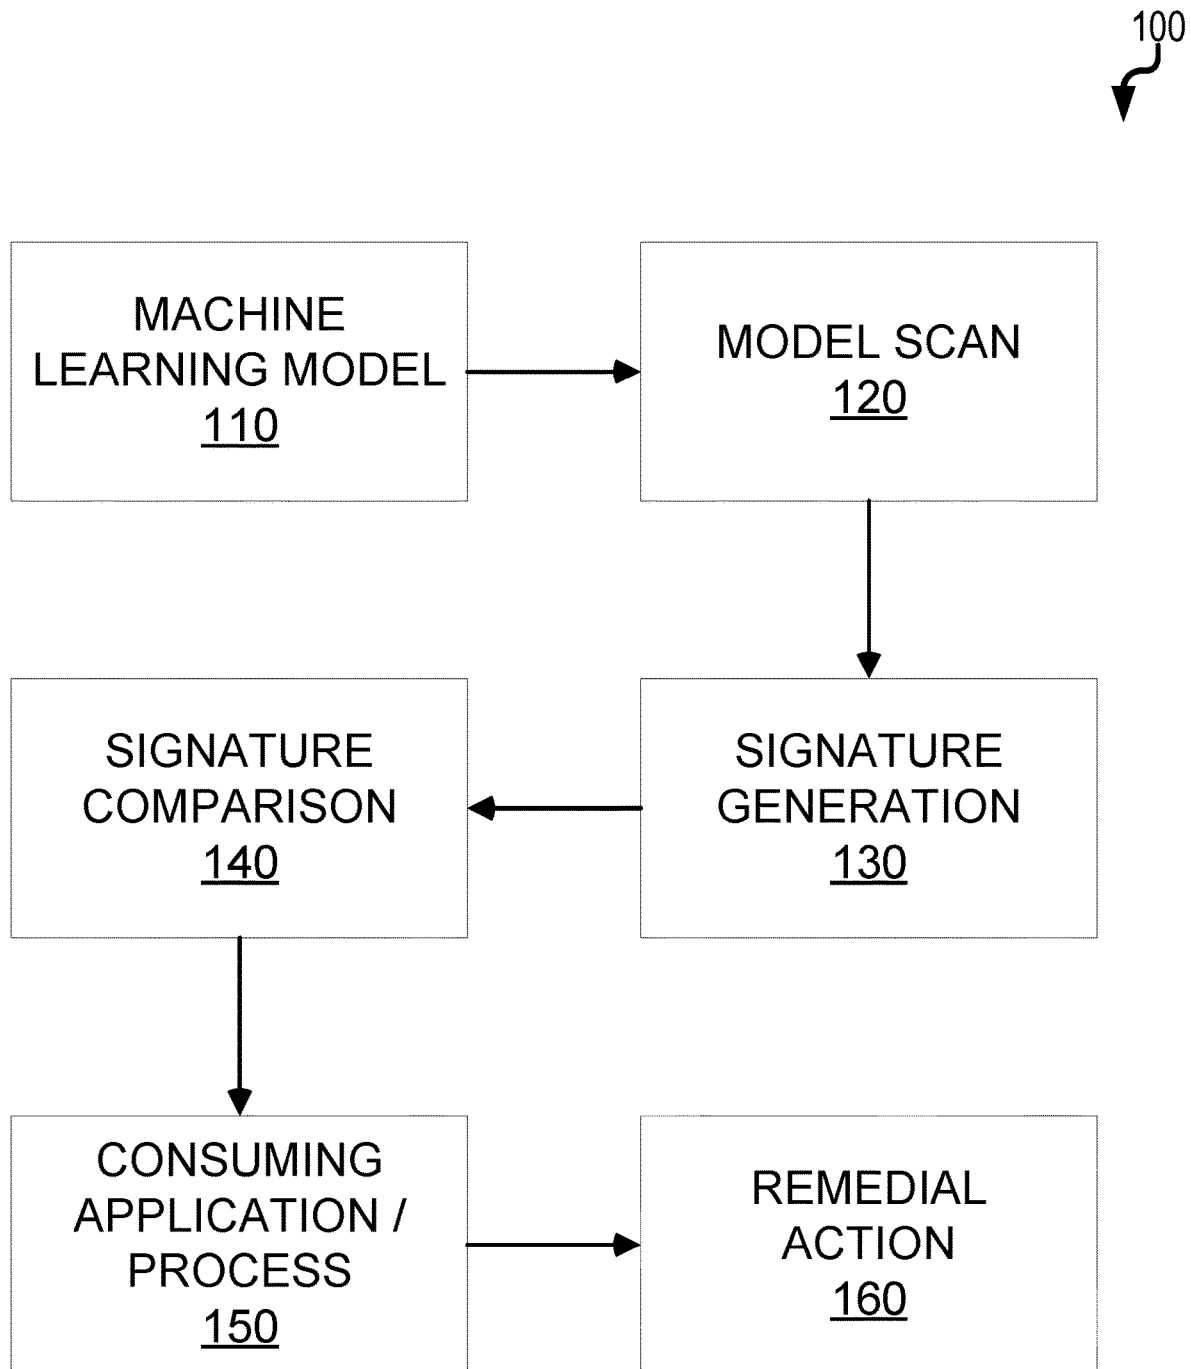 100
MACHINE
LEARNING MODEL
110
MODEL SCAN
120
SIGNATURE
COMPARISON
140
SIGNATURE
GENERATION
130
CONSUMING
APPLICATION /
PROCESS
150
REMEDIAL
ACTION
160